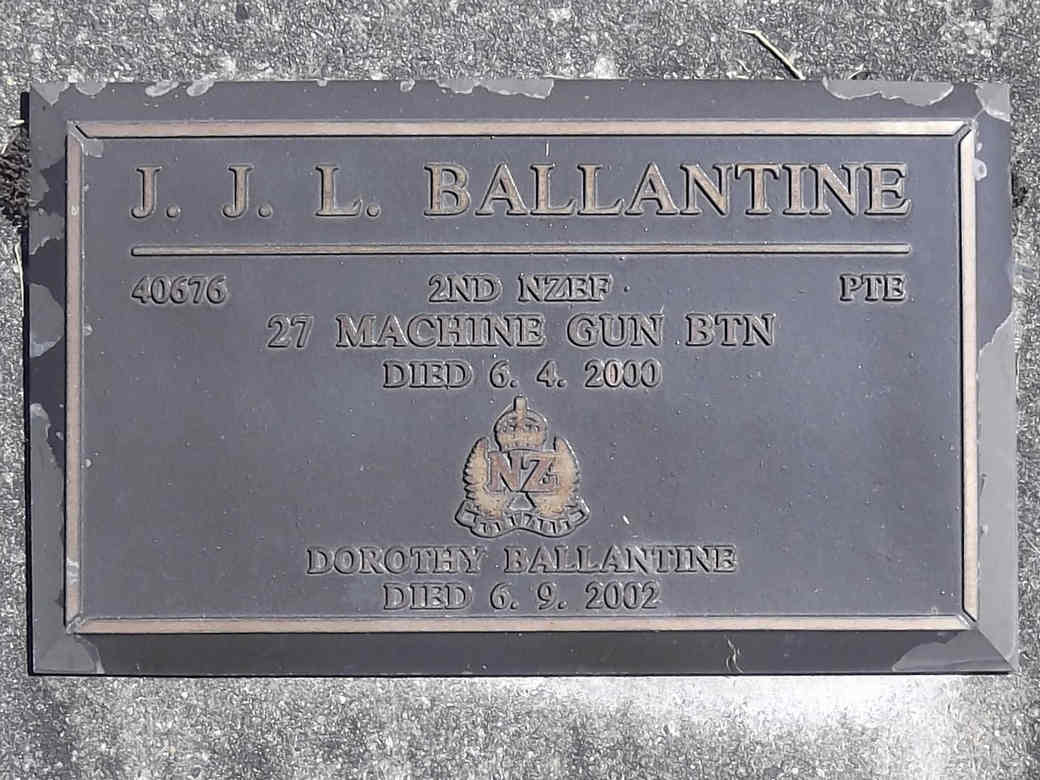 J. J. L. BALLANTINE
40676 2ND NZEF PTE
27 MACHINE GUN BTN
DIED 6. 4. 2000
NZ
DOROTHY BALLANTINE
DIED 6. 9. 2002